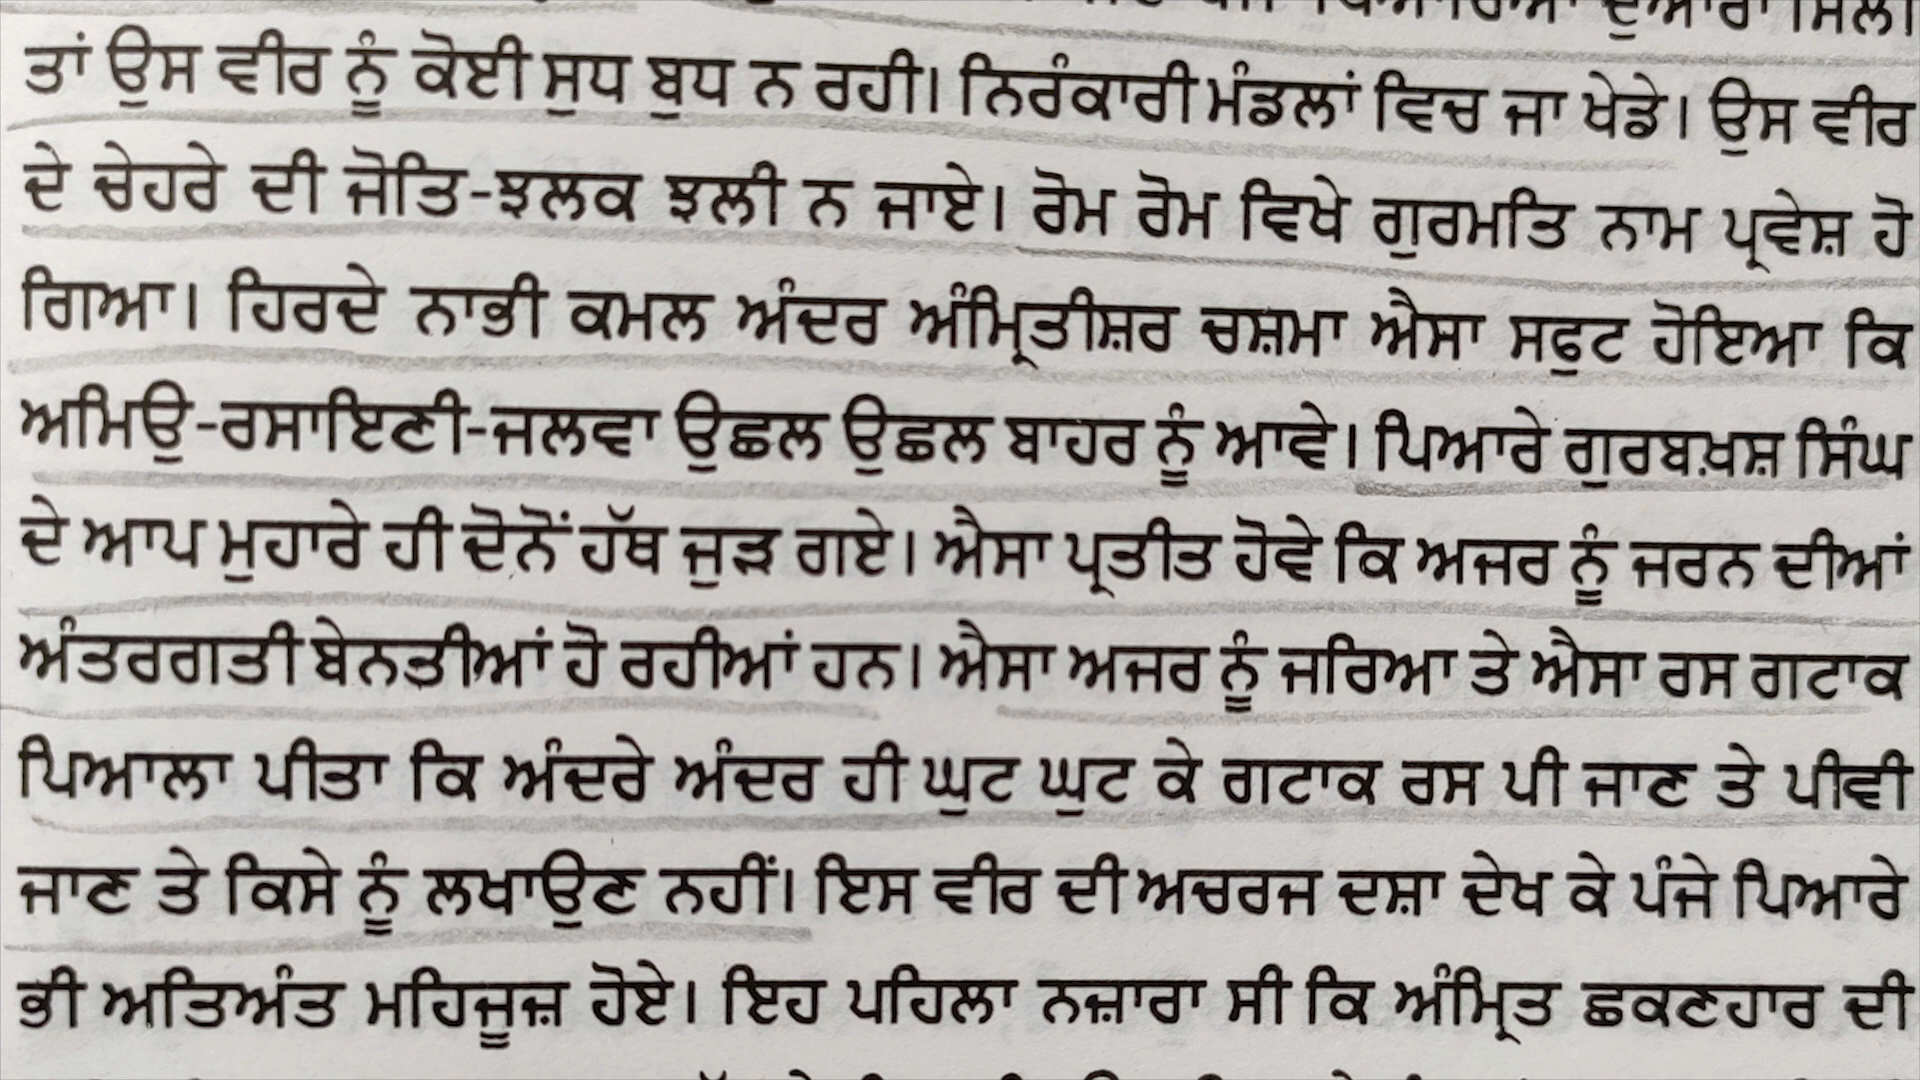 ਦੁਆਰਾ ਮਿਲੀ
ਤਾਂ ਉਸ ਵੀਰ ਨੂੰ ਕੋਈ ਸੁਧ ਬੁਧ ਨ ਰਹੀ। ਨਿਰੰਕਾਰੀ ਮੰਡਲਾਂ ਵਿਚ ਜਾ ਖੇਡੇ। ਉਸ ਵੀਰ
ਦੇ ਚੇਹਰੇ ਦੀ ਜੋਤਿ-ਝਲਕ ਝਲੀ ਨ ਜਾਏ। ਰੋਮ ਰੋਮ ਵਿਖੇ ਗੁਰਮਤਿ ਨਾਮ ਪ੍ਰਵੇਸ਼ ਹੋ
ਗਿਆ। ਹਿਰਦੇ ਨਾਭੀ ਕਮਲ ਅੰਦਰ ਅੰਮ੍ਰਿਤੀਸ਼ਰ ਚਸ਼ਮਾ ਐਸਾ ਸਫੁਟ ਹੋਇਆ ਕਿ
ਅਮਿਉ-ਰਸਾਇਣੀ-ਜਲਵਾ ਉਛਲ ਉਛਲ ਬਾਹਰ ਨੂੰ ਆਵੇ। ਪਿਆਰੇ ਗੁਰਬਖ਼ਸ਼ ਸਿੰਘ
ਦੇ ਆਪ ਮੁਹਾਰੇ ਹੀ ਦੋਨੋਂ ਹੱਥ ਜੁੜ ਗਏ। ਐਸਾ ਪ੍ਰਤੀਤ ਹੋਵੇ ਕਿ ਅਜਰ ਨੂੰ ਜਰਨ ਦੀਆਂ
ਅੰਤਰਗਤੀ ਬੇਨਤੀਆਂ ਹੋ ਰਹੀਆਂ ਹਨ। ਐਸਾ ਅਜਰ ਨੂੰ ਜਰਿਆ ਤੇ ਐਸਾ ਰਸ ਗਟਾਕ
ਪਿਆਲਾ ਪੀਤਾ ਕਿ ਅੰਦਰੇ ਅੰਦਰ ਹੀ ਘੁਟ ਘੁਟ ਕੇ ਗਟਾਕ ਰਸ ਪੀ ਜਾਣ ਤੇ ਪੀਵੀ
ਜਾਣ ਤੇ ਕਿਸੇ ਨੂੰ ਲਖਾਉਣ ਨਹੀਂ। ਇਸ ਵੀਰ ਦੀ ਅਚਰਜ ਦਸ਼ਾ ਦੇਖ ਕੇ ਪੰਜੇ ਪਿਆਰੇ
ਭੀ ਅਤਿਅੰਤ ਮਹਿਜੂਜ਼ ਹੋਏ। ਇਹ ਪਹਿਲਾ ਨਜ਼ਾਰਾ ਸੀ ਕਿ ਅੰਮ੍ਰਿਤ ਛਕਣਹਾਰ ਦੀ